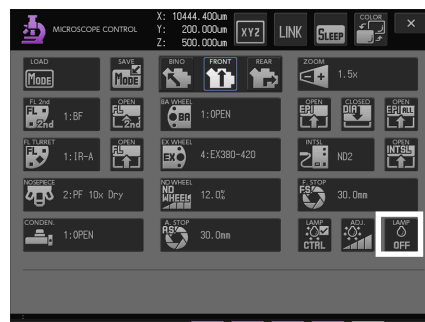 MICROSCOPE CONTROL
X: 10444.400um
Y: 200.000um
Z: 500.000um
XYZ
LINK
SLEEP
COLOR
×
LOAD
MODE
SAVE
MODE
BINO
FRONT
REAR
ZOOM
1.5x
FL 2nd
FL
2nd
1:BF
OPEN
FL
2nd
BA WHEEL
BA
1:OPEN
OPEN
EPI
CLOSED
DIA
OPEN
EPI ALL
FL TURRET
FL
1:IR-A
OPEN
FL
EX WHEEL
EX
4:EX380-420
INTSL
ND2
OPEN
INTSL
NOSEPIECE
2:PF 10x Dry
ND WHEEL
ND
WHEEL
12.0%
F. STOP
FS
30.0mm
CONDEN.
1:OPEN
A. STOP
AS
30.0mm
LAMP
CTRL
ADJ.
LAMP
OFF